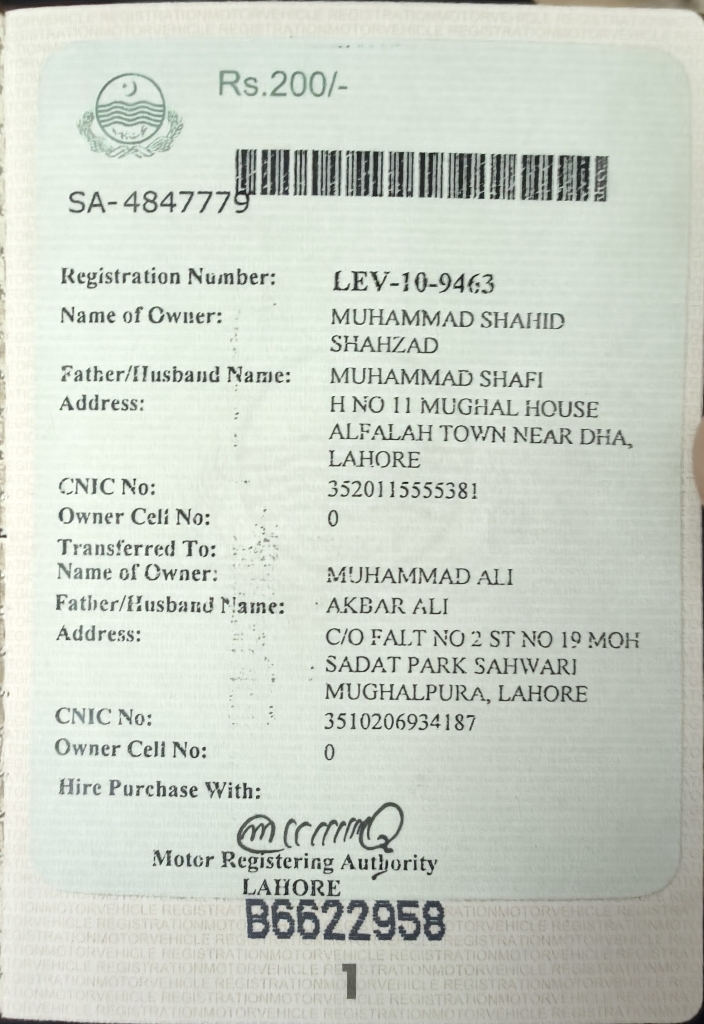 Rs.200/-
SA-4847779
Registration Number: LEV-10-9463
Name of Owner: MUHAMMAD SHAHID
SHAHZAD
Father/Husband Name: MUHAMMAD SHAFI
Address: H NO 11 MUGHAL HOUSE
ALFALAH TOWN NEAR DHA,
LAHORE
CNIC No: 3520115555381
Owner Cell No: 0
Transferred To:
Name of Owner: MUHAMMAD ALI
Father/Husband Name: AKBAR ALI
Address: C/O FALT NO 2 ST NO 19 MOH
SADAT PARK SAHWARI
MUGHALPURA, LAHORE
CNIC No: 3510206934187
Owner Cell No: 0
Hire Purchase With:
Motor Registering Authority
LAHORE
B6622958
1